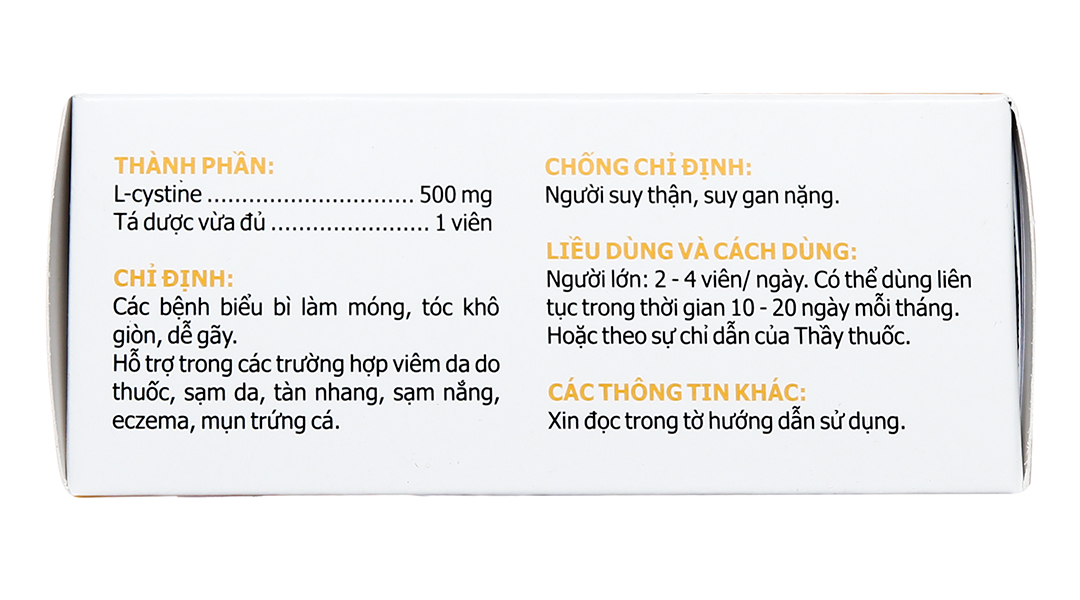 THÀNH PHẦN:
L-cystine .............................. 500 mg
Tá dược vừa đủ ....................... 1 viên
CHỈ ĐỊNH:
Các bệnh biểu bì làm móng, tóc khô
giòn, dễ gãy.
Hỗ trợ trong các trường hợp viêm da do
thuốc, sạm da, tàn nhang, sạm nắng,
eczema, mụn trứng cá.
CHỐNG CHỈ ĐỊNH:
Người suy thận, suy gan nặng.
LIỀU DÙNG VÀ CÁCH DÙNG:
Người lớn: 2 - 4 viên/ ngày. Có thể dùng liên
tục trong thời gian 10 - 20 ngày mỗi tháng.
Hoặc theo sự chỉ dẫn của Thầy thuốc.
CÁC THÔNG TIN KHÁC:
Xin đọc trong tờ hướng dẫn sử dụng.